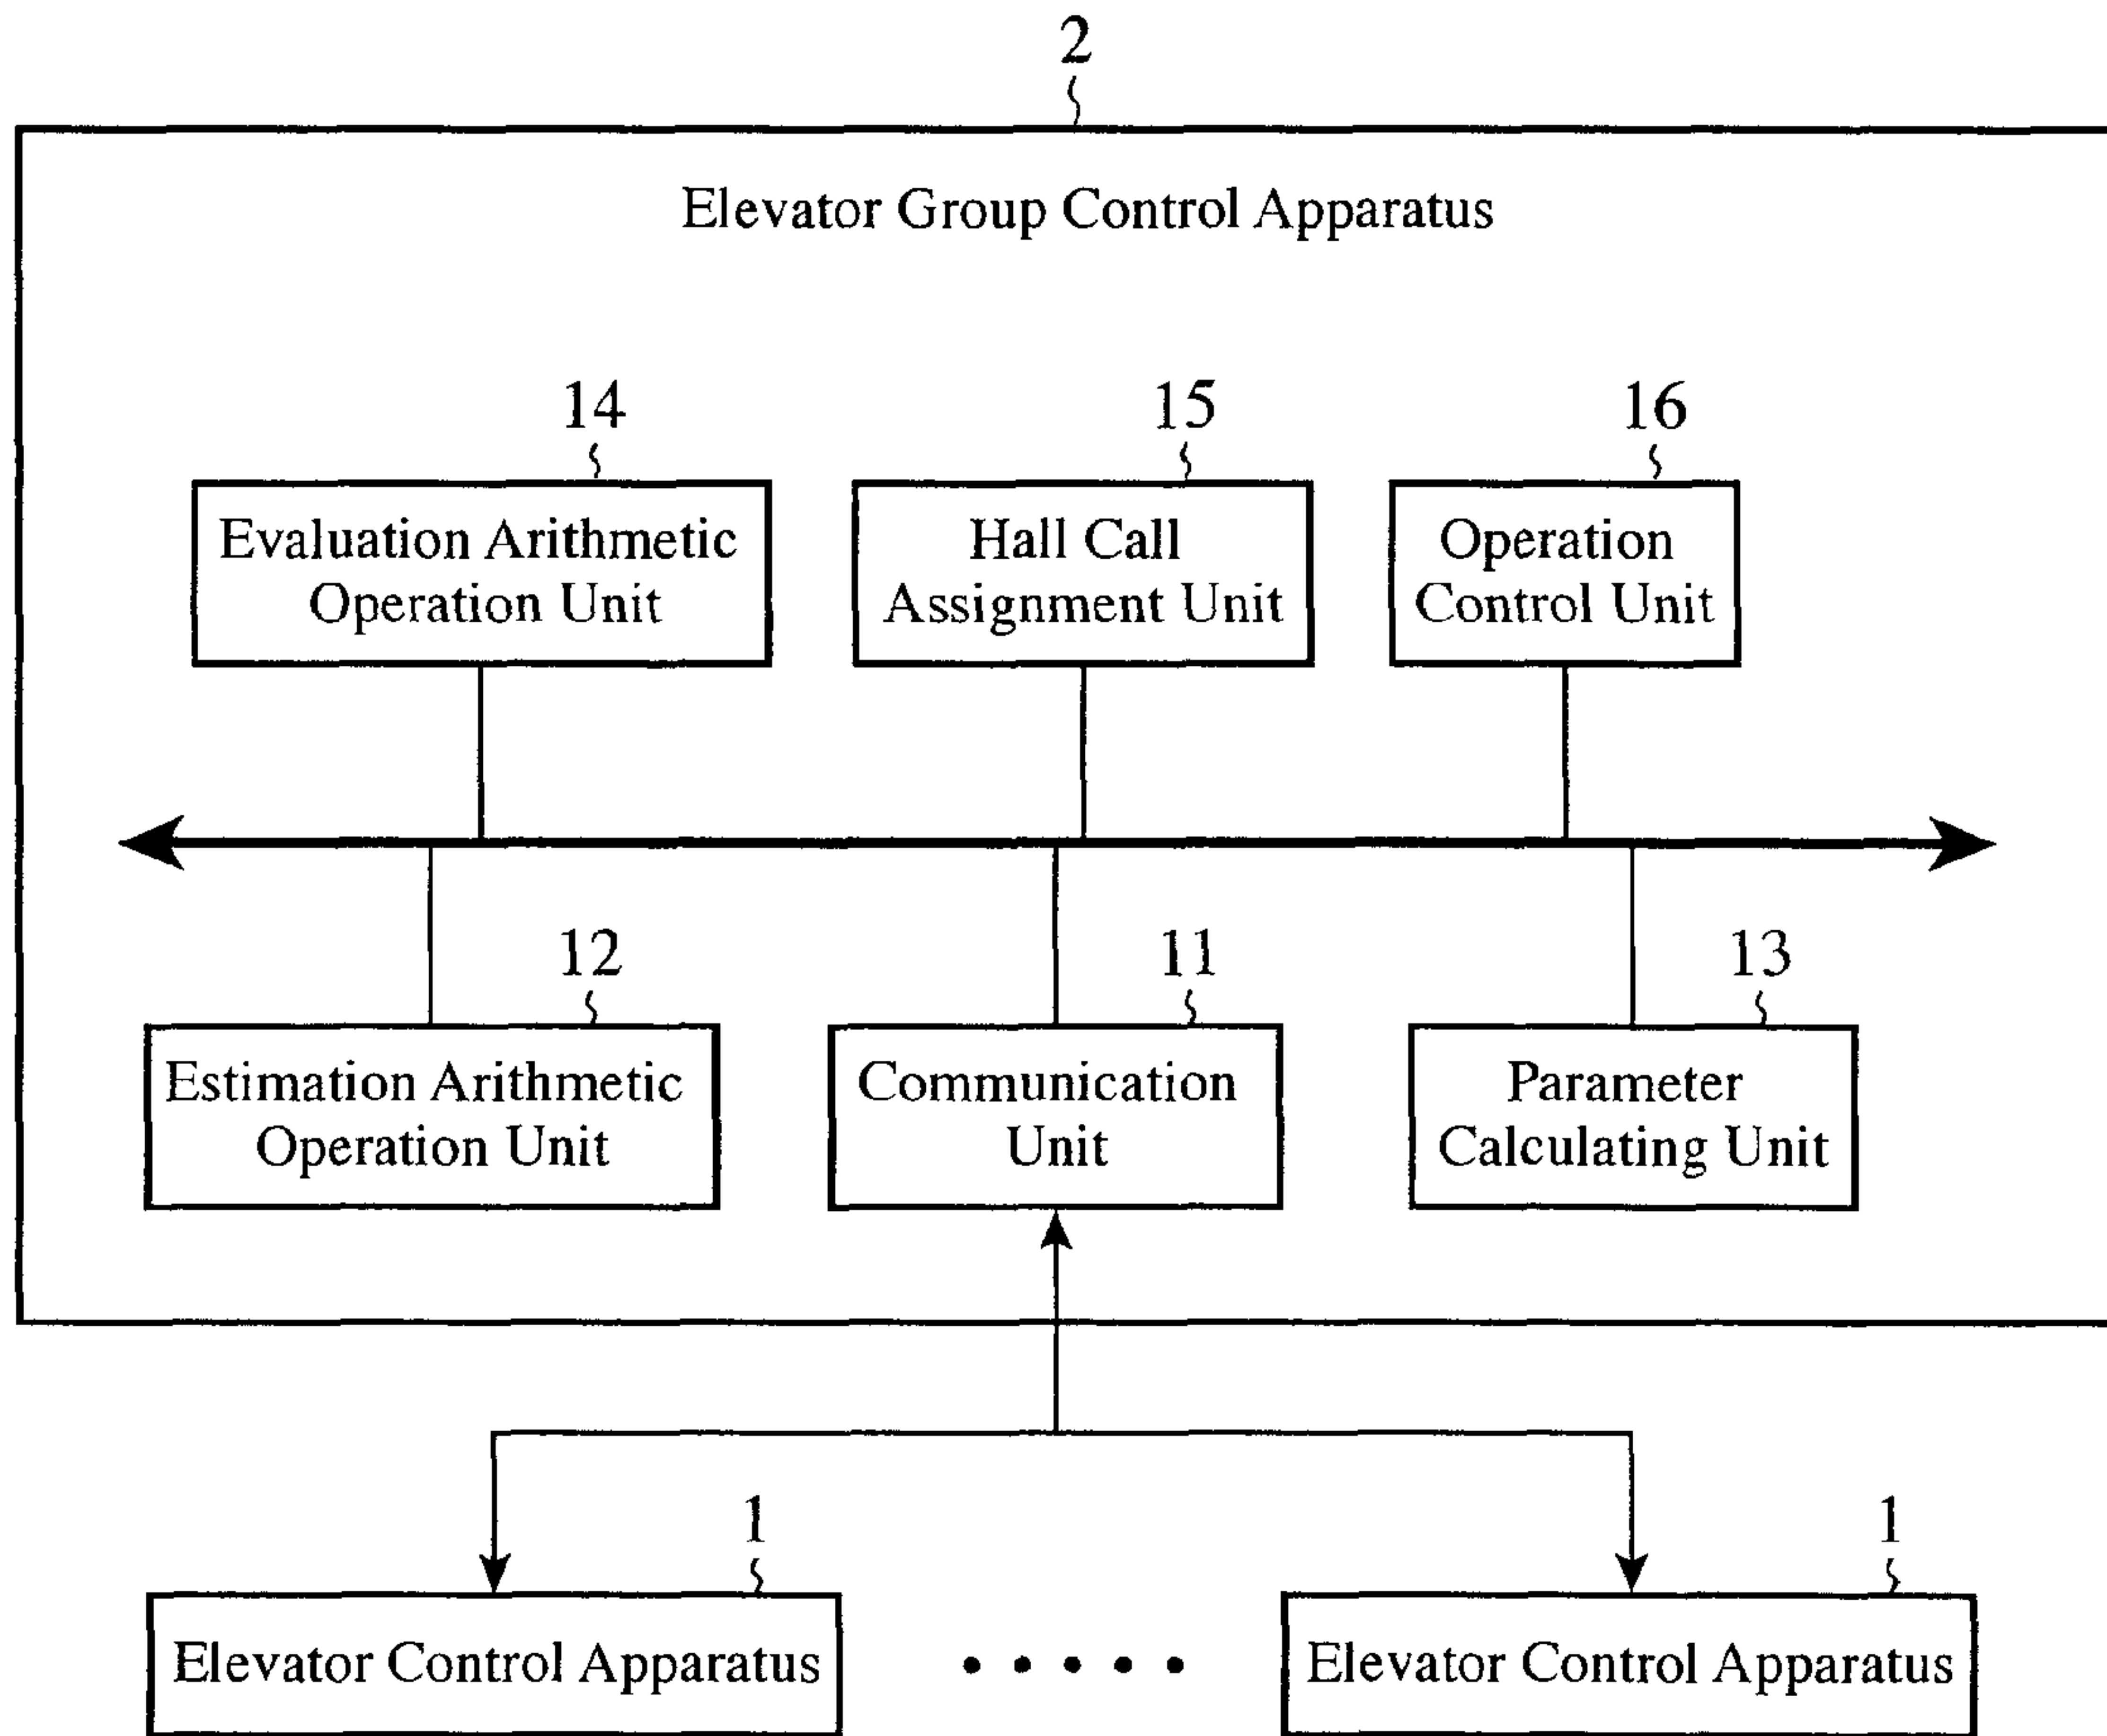 2
Elevator Group Control Apparatus
14
15
16
Evaluation Arithmetic
Operation Unit
Hall Call
Assignment Unit
Operation
Control Unit
12
11
13
Estimation Arithmetic
Operation Unit
Communication
Unit
Parameter
Calculating Unit
1
1
Elevator Control Apparatus
Elevator Control Apparatus